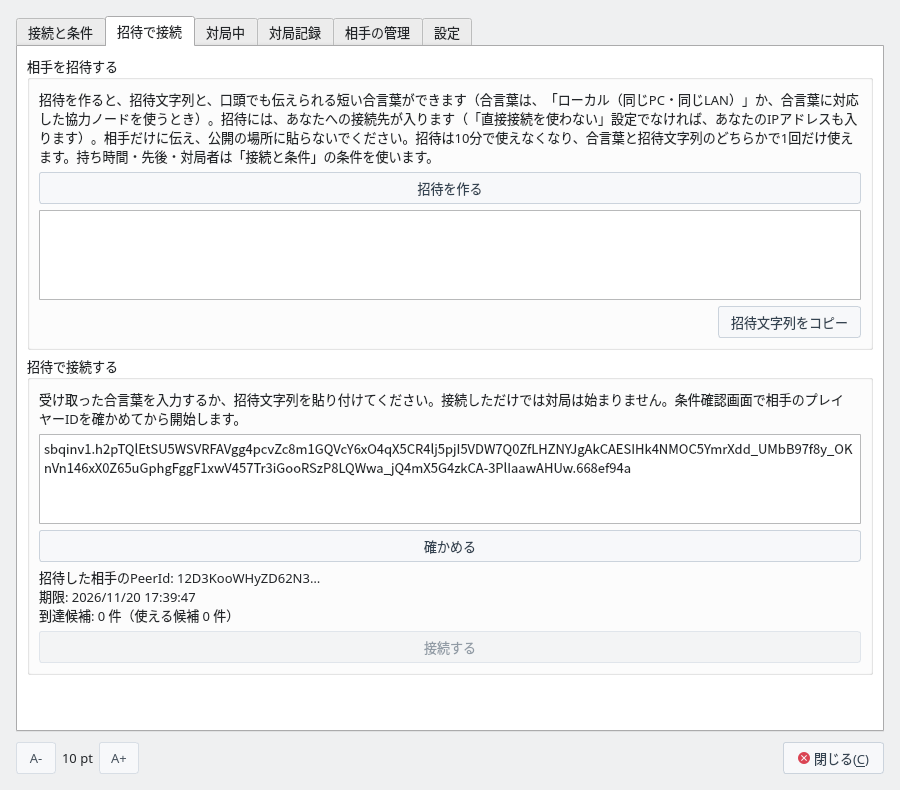 接続と条件
招待で接続
対局中
対局記録
相手の管理
設定
相手を招待する
招待を作ると、招待文字列と、口頭でも伝えられる短い合言葉ができます（合言葉は、「ローカル（同じPC・同じLAN）」か、合言葉に対応
した協力ノードを使うとき）。招待には、あなたへの接続先が入ります（「直接接続を使わない」設定でなければ、あなたのIPアドレスも入
ります）。相手だけに伝え、公開の場所に貼らないでください。招待は10分で使えなくなり、合言葉と招待文字列のどちらかで1回だけ使え
ます。持ち時間・先後・対局者は「接続と条件」の条件を使います。
招待を作る
招待文字列をコピー
招待で接続する
受け取った合言葉を入力するか、招待文字列を貼り付けてください。接続しただけでは対局は始まりません。条件確認画面で相手のプレイ
ヤーIDを確かめてから開始します。
sbqinv1.h2pTQlEtSU5WSVRFAVgg4pcvZc8m1GQVcY6xO4qX5CR4lj5pjI5VDW7Q0ZfLHZNYJgAkCAESIHk4NMOC5YmrXdd_UMbB97f8y_OK
nVn146xX0Z65uGphgFggF1xwV457Tr3iGooRSzP8LQWwa_jQ4mX5G4zkCA-3PlIaawAHUw.668ef94a
確かめる
招待した相手のPeerId: 12D3KooWHyZD62N3…
期限: 2026/11/20 17:39:47
到達候補: 0 件（使える候補 0 件）
接続する
A-
10 pt
A+
閉じる(C)